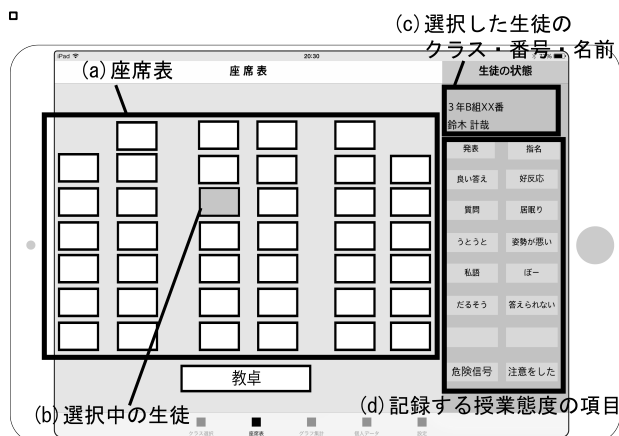 (c)選択した生徒の
クラス・番号・名前
iPad
20:30
(a)座席表
座席表
生徒の状態
3年B組XX番
鈴木 計哉
発表 指名
良い答え 好反応
質問 居眠り
うとうと 姿勢が悪い
私語 ぼー
だるそう 答えられない
危険信号 注意をした
教卓
(b)選択中の生徒
(d)記録する授業態度の項目
クラス選択 座席表 グラフ集計 個人データ 設定